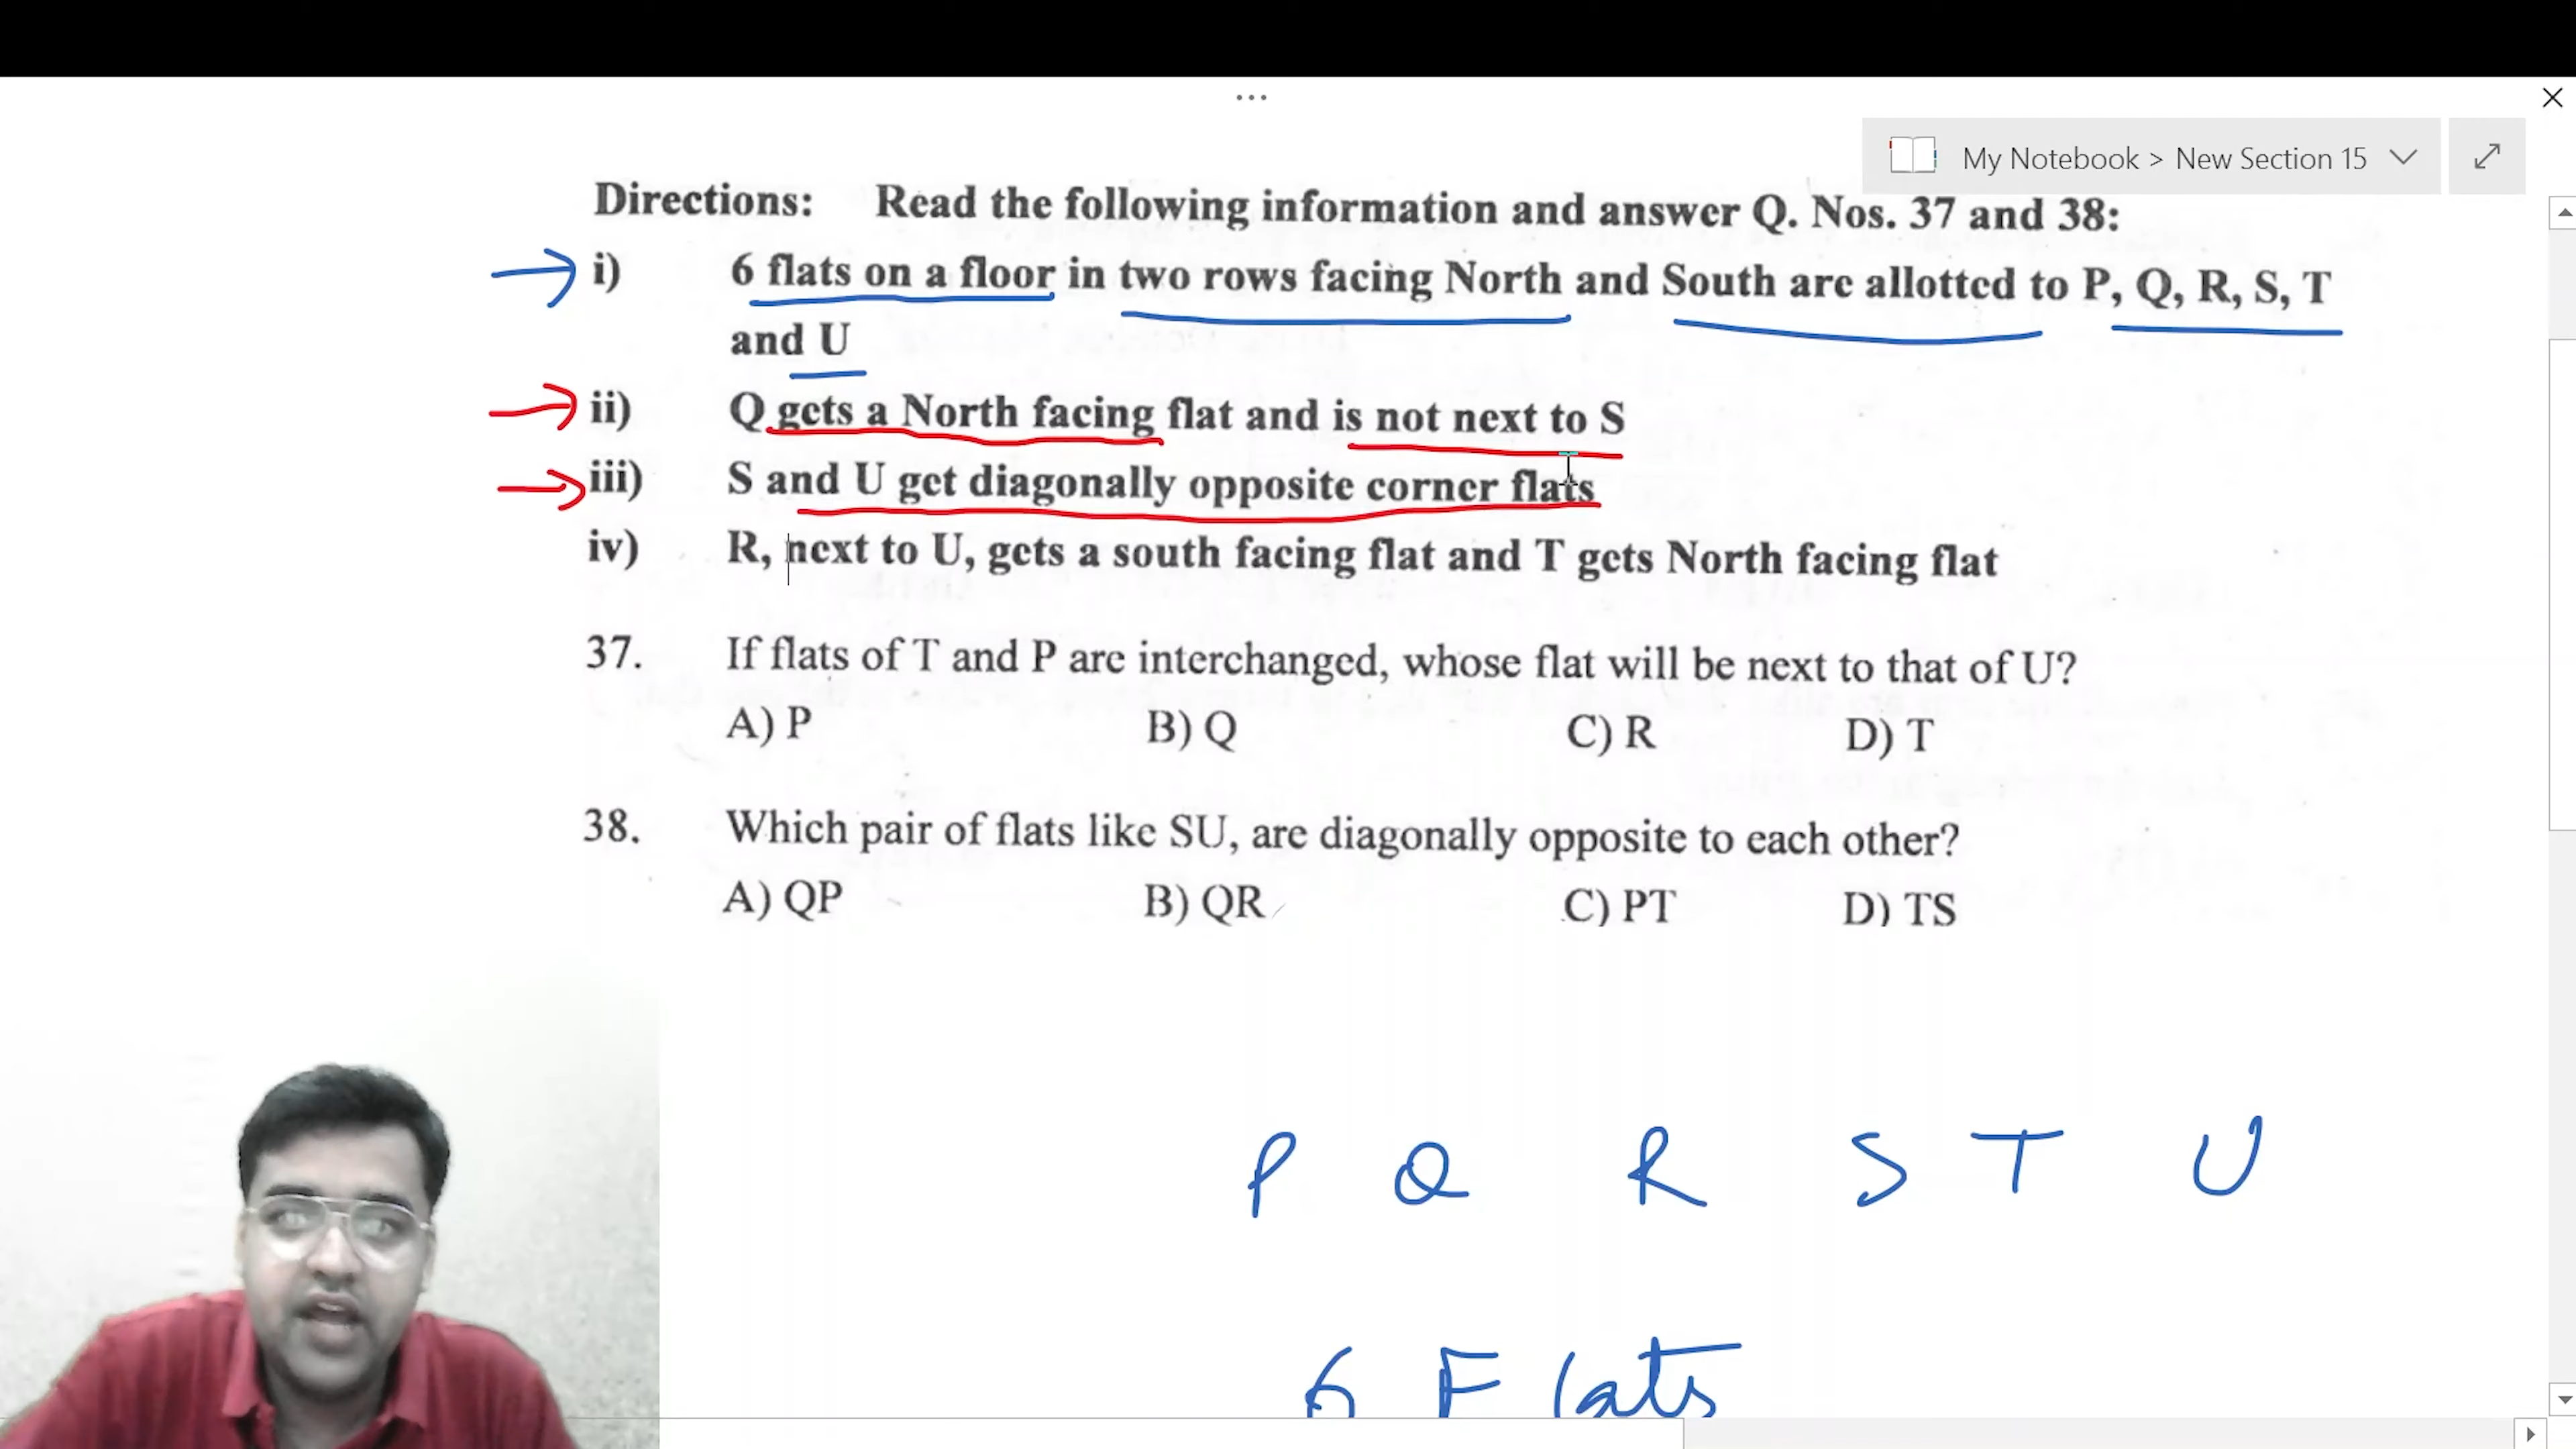 ...
My Notebook > New Section 15
Directions: Read the following information and answer Q. Nos. 37 and 38:
i) 6 flats on a floor in two rows facing North and South are allotted to P, Q, R, S, T
and U
ii) Q gets a North facing flat and is not next to S
iii) S and U get diagonally opposite corner flats
iv) R, next to U, gets a south facing flat and T gets North facing flat
37. If flats of T and P are interchanged, whose flat will be next to that of U?
A) P B) Q C) R D) T
38. Which pair of flats like SU, are diagonally opposite to each other?
A) QP B) QR C) PT D) TS
P Q R S T U
6 Flats